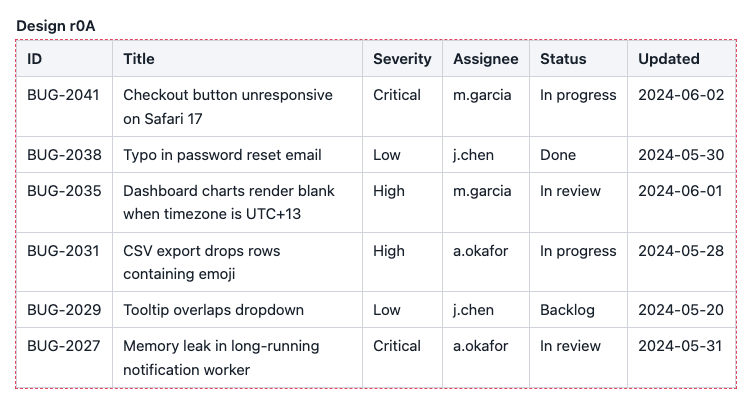 Design r0A
ID Title Severity Assignee Status Updated
BUG-2041 Checkout button unresponsive Critical m.garcia In progress 2024-06-02
on Safari 17
BUG-2038 Typo in password reset email Low j.chen Done 2024-05-30
BUG-2035 Dashboard charts render blank High m.garcia In review 2024-06-01
when timezone is UTC+13
BUG-2031 CSV export drops rows High a.okafor In progress 2024-05-28
containing emoji
BUG-2029 Tooltip overlaps dropdown Low j.chen Backlog 2024-05-20
BUG-2027 Memory leak in long-running Critical a.okafor In review 2024-05-31
notification worker